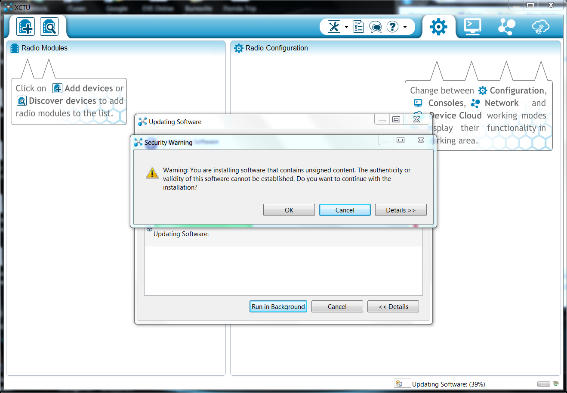 XCTU
Radio Modules
Radio Configuration
Click on Add devices or
Discover devices to add
radio modules to the list.
Change between Configuration,
Consoles, Network and
Device Cloud working modes
display their functionality in
working area.
Updating Software
Security Warning
Warning: You are installing software that contains unsigned content. The authenticity or
validity of this software cannot be established. Do you want to continue with the
installation?
OK
Cancel
Details >>
Updating Software:
Run in Background
Cancel
<< Details
Updating Software: (39%)